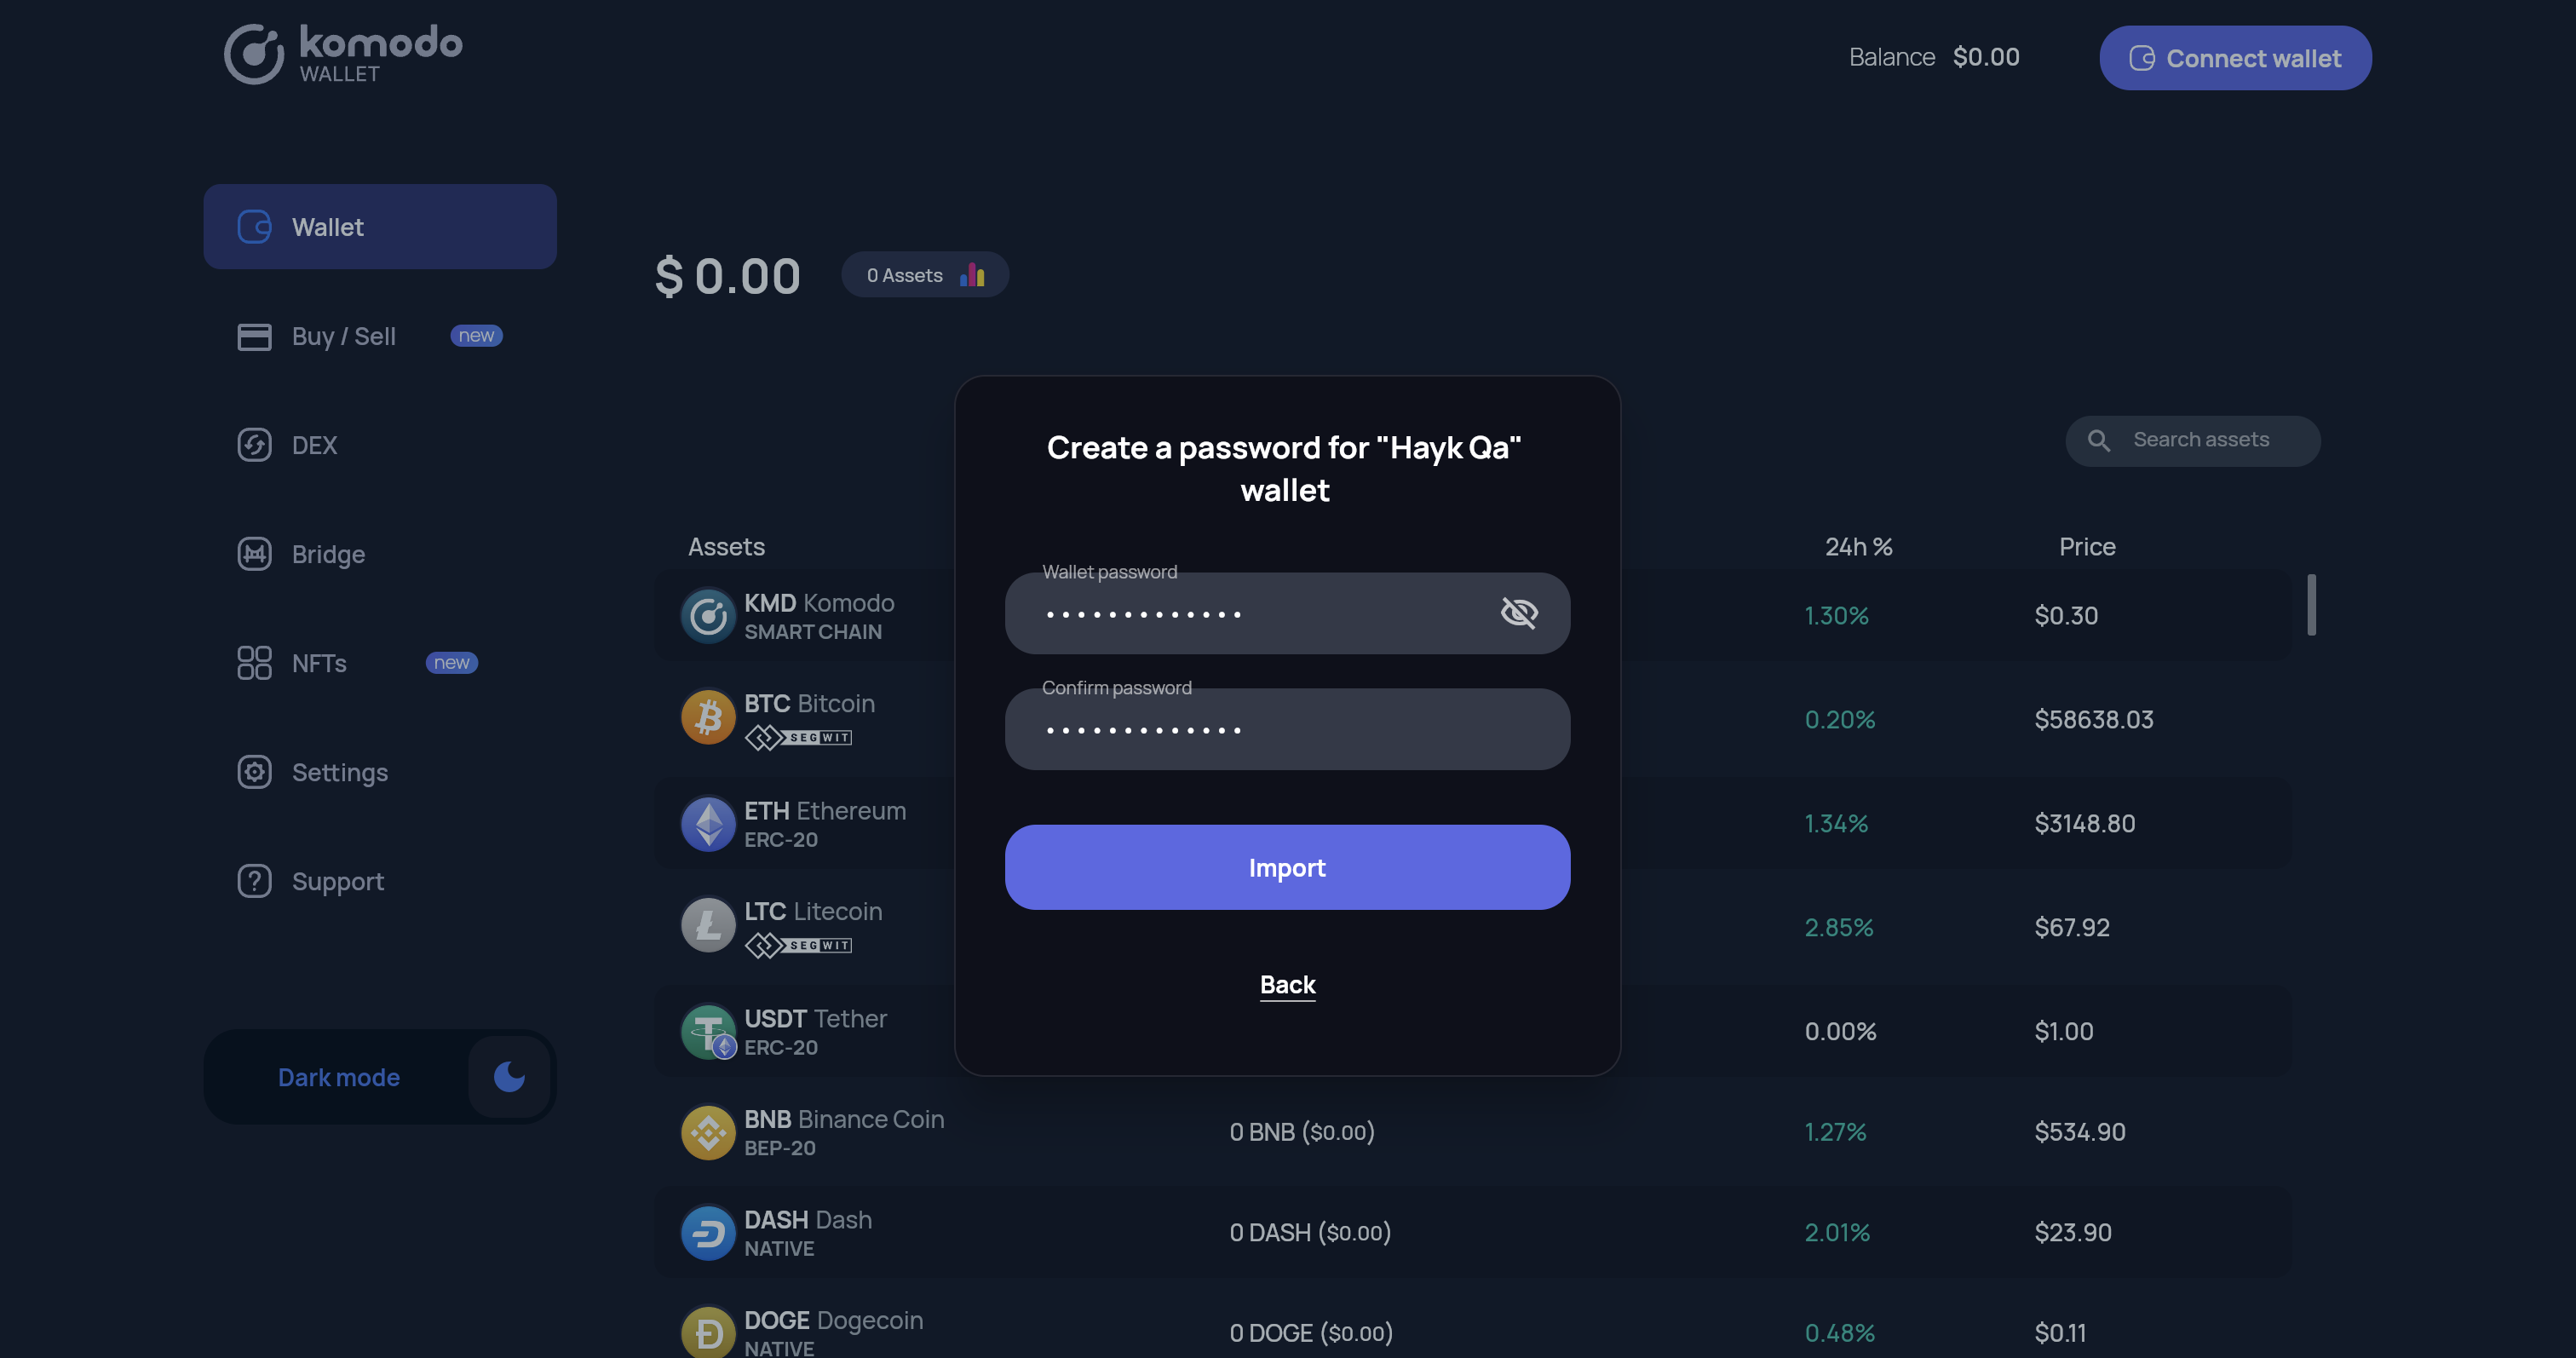 komodo
WALLET
Balance $0.00
Connect wallet
Wallet
Buy / Sell new
DEX
Bridge
NFTs new
Settings
Support
Dark mode
$ 0.00
0 Assets
Search assets
Assets 24h % Price
KMD Komodo
SMART CHAIN
1.30% $0.30
BTC Bitcoin
SEGWIT
0.20% $58638.03
ETH Ethereum
ERC-20
1.34% $3148.80
LTC Litecoin
SEGWIT
2.85% $67.92
USDT Tether
ERC-20
0.00% $1.00
BNB Binance Coin
BEP-20
0 BNB ($0.00) 1.27% $534.90
DASH Dash
NATIVE
0 DASH ($0.00) 2.01% $23.90
DOGE Dogecoin
NATIVE
0 DOGE ($0.00) 0.48% $0.11
Create a password for "Hayk Qa"
wallet
Wallet password
•••••••••••••
Confirm password
•••••••••••••
Import
Back